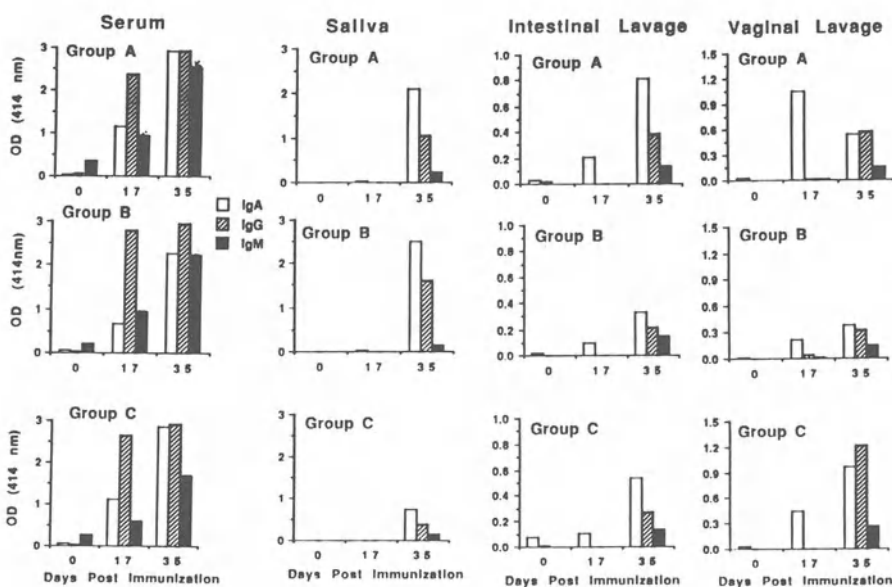 Serum Saliva Intestinal Lavage Vaginal Lavage
Group A Group A Group A Group A
OD (414 nm)
3 2 1 0
3 2 1 0
1.0 0.8 0.6 0.4 0.2 0.0
1.5 1.2 0.9 0.6 0.3 0.0
0 17 35 0 17 35 0 17 35 0 17 35
Group B Group B Group B Group B
IgA
IgG
IgM
OD (414nm)
3 2 1 0
3 2 1 0
1.0 0.8 0.6 0.4 0.2 0.0
1.5 1.2 0.9 0.6 0.3 0.0
0 17 35 0 17 35 0 17 35 0 17 35
Group C Group C Group C Group C
OD (414 nm)
3 2 1 0
3 2 1 0
1.0 0.8 0.6 0.4 0.2 0.0
1.5 1.2 0.9 0.6 0.3 0.0
0 17 35 0 17 35 0 17 35 0 17 35
Days Post Immunization Days Post Immunization Days Post Immunization Days Post Immunization